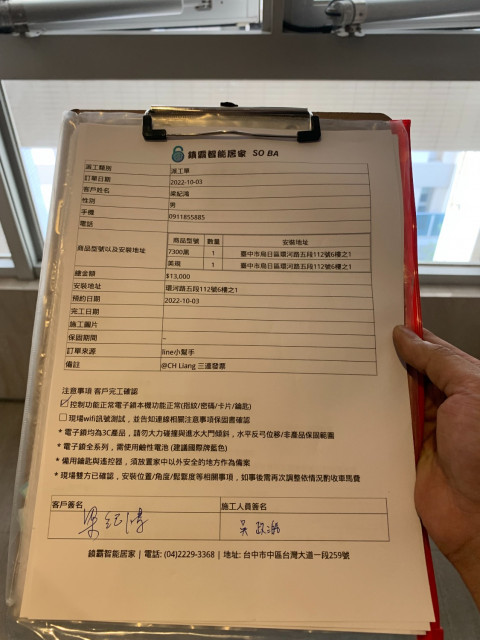 鎖霸智能居家 SO BA
派工類別 派工單
訂單日期 2022-10-03
客戶姓名 梁紀鴻
性別 男
手機 0911855885
電話
商品型號以及安裝地址
商品型號 數量 安裝地址
7300黑 1 臺中市烏日區環河路五段112號6樓之1
美規 1 臺中市烏日區環河路五段112號6樓之1
總金額 $13,000
安裝地址 環河路五段112號6樓之1
預約日期 2022-10-03
完工日期
施工圖片
保固期間 –
訂單來源 line小幫手
備註 @CH Liang 三連發票
注意事項 客戶完工確認
控制功能正常電子鎖本機功能正常(指紋/密碼/卡片/鑰匙)
現場wifi訊號測試，並告知連線相關注意事項保固書確認
* 電子鎖均為3C產品，請勿大力碰撞與進水大門傾斜，水平反弓位移/非產品保固範圍
* 電子鎖全系列，需使用鹼性電池 (建議國際牌藍色)
* 備用鑰匙與遙控器，須放置家中以外安全的地方作為備案
* 現場雙方已確認，安裝位置/角度/鬆緊度等相關事項，如事後需再次調整依情況酌收車馬費
客戶簽名 施工人員簽名
梁紀鴻
鎖霸智能居家 | 電話: (04)2229-3368 | 地址: 台中市中區台灣大道一段259號